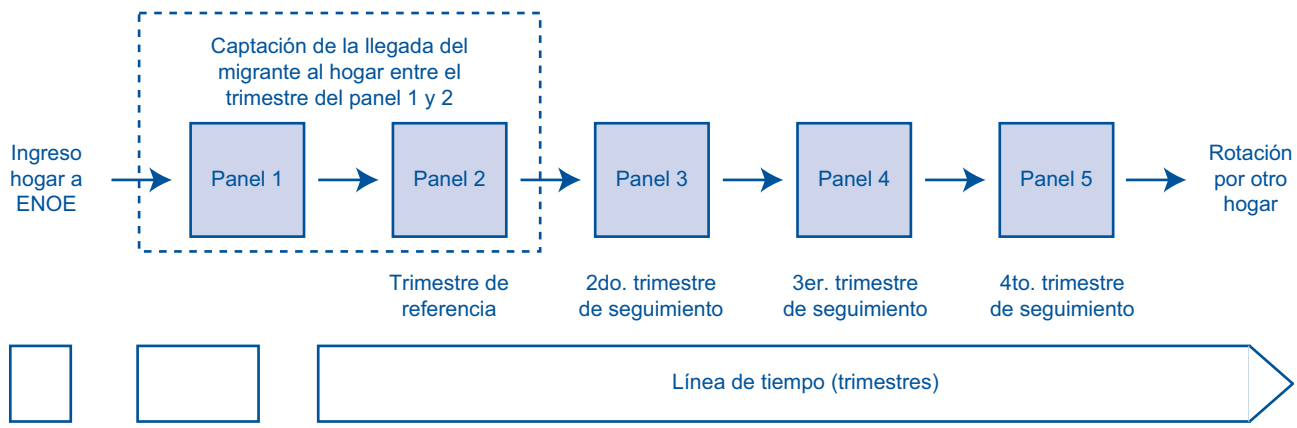 Captación de la llegada del
migrante al hogar entre el
trimestre del panel 1 y 2
Ingreso
hogar a
ENOE
Panel 1
Panel 2
Panel 3
Panel 4
Panel 5
Rotación
por otro
hogar
Trimestre de
referencia
2do. trimestre
de seguimiento
3er. trimestre
de seguimiento
4to. trimestre
de seguimiento
Línea de tiempo (trimestres)